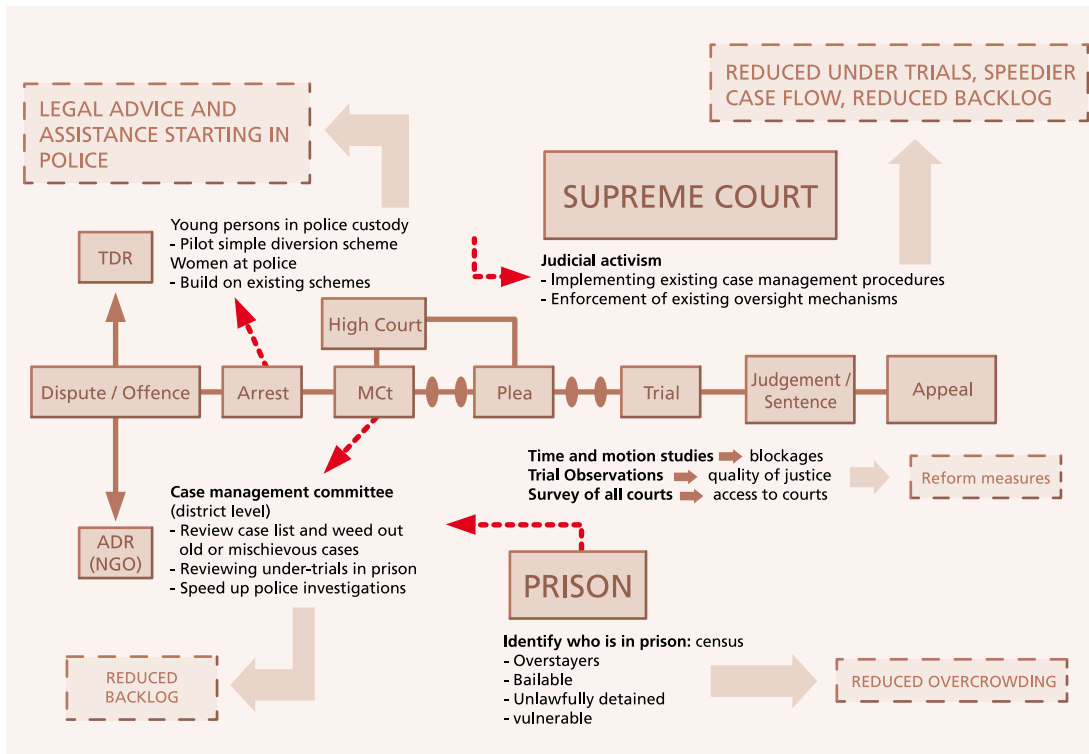 REDUCED UNDER TRIALS, SPEEDIER
CASE FLOW, REDUCED BACKLOG
LEGAL ADVICE AND
ASSISTANCE STARTING IN
POLICE
SUPREME COURT
Young persons in police custody
- Pilot simple diversion scheme
Women at police
- Build on existing schemes
TDR
Judicial activism
- Implementing existing case management procedures
- Enforcement of existing oversight mechanisms
High Court
Dispute / Offence
Arrest
MCt
Plea
Trial
Judgement /
Sentence
Appeal
Time and motion studies
blockages
Trial Observations
quality of justice
Survey of all courts
access to courts
Reform measures
Case management committee
(district level)
- Review case list and weed out
old or mischievous cases
- Reviewing under-trials in prison
- Speed up police investigations
ADR
(NGO)
PRISON
Identify who is in prison: census
- Overstayers
- Bailable
- Unlawfully detained
- vulnerable
REDUCED
BACKLOG
REDUCED OVERCROWDING